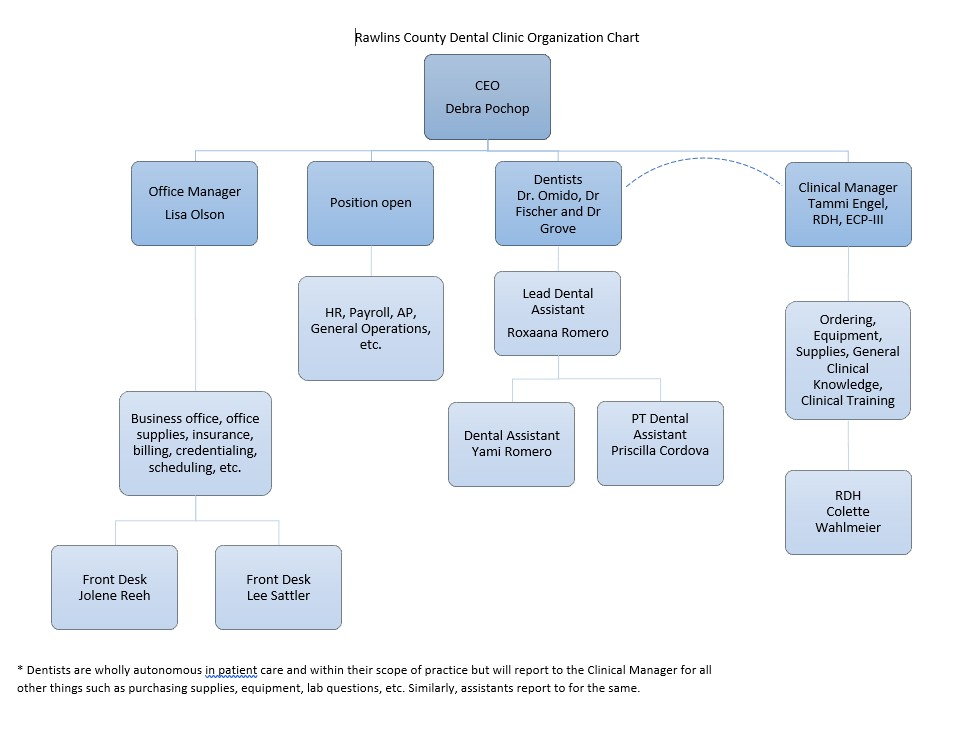 Rawlins County Dental Clinic Organization Chart
CEO
Debra Pochop
Office Manager
Lisa Olson
Position open
Dentists
Dr. Omido, Dr
Fischer and Dr
Grove
Clinical Manager
Tammi Engel,
RDH, ECP-III
HR, Payroll, AP,
General Operations,
etc.
Lead Dental
Assistant
Roxaana Romero
Ordering,
Equipment,
Supplies, General
Clinical
Knowledge,
Clinical Training
Business office, office
supplies, insurance,
billing, credentialing,
scheduling, etc.
Dental Assistant
Yami Romero
PT Dental
Assistant
Priscilla Cordova
RDH
Colette
Wahlmeier
Front Desk
Jolene Reeh
Front Desk
Lee Sattler
* Dentists are wholly autonomous in patient care and within their scope of practice but will report to the Clinical Manager for all
other things such as purchasing supplies, equipment, lab questions, etc. Similarly, assistants report to for the same.